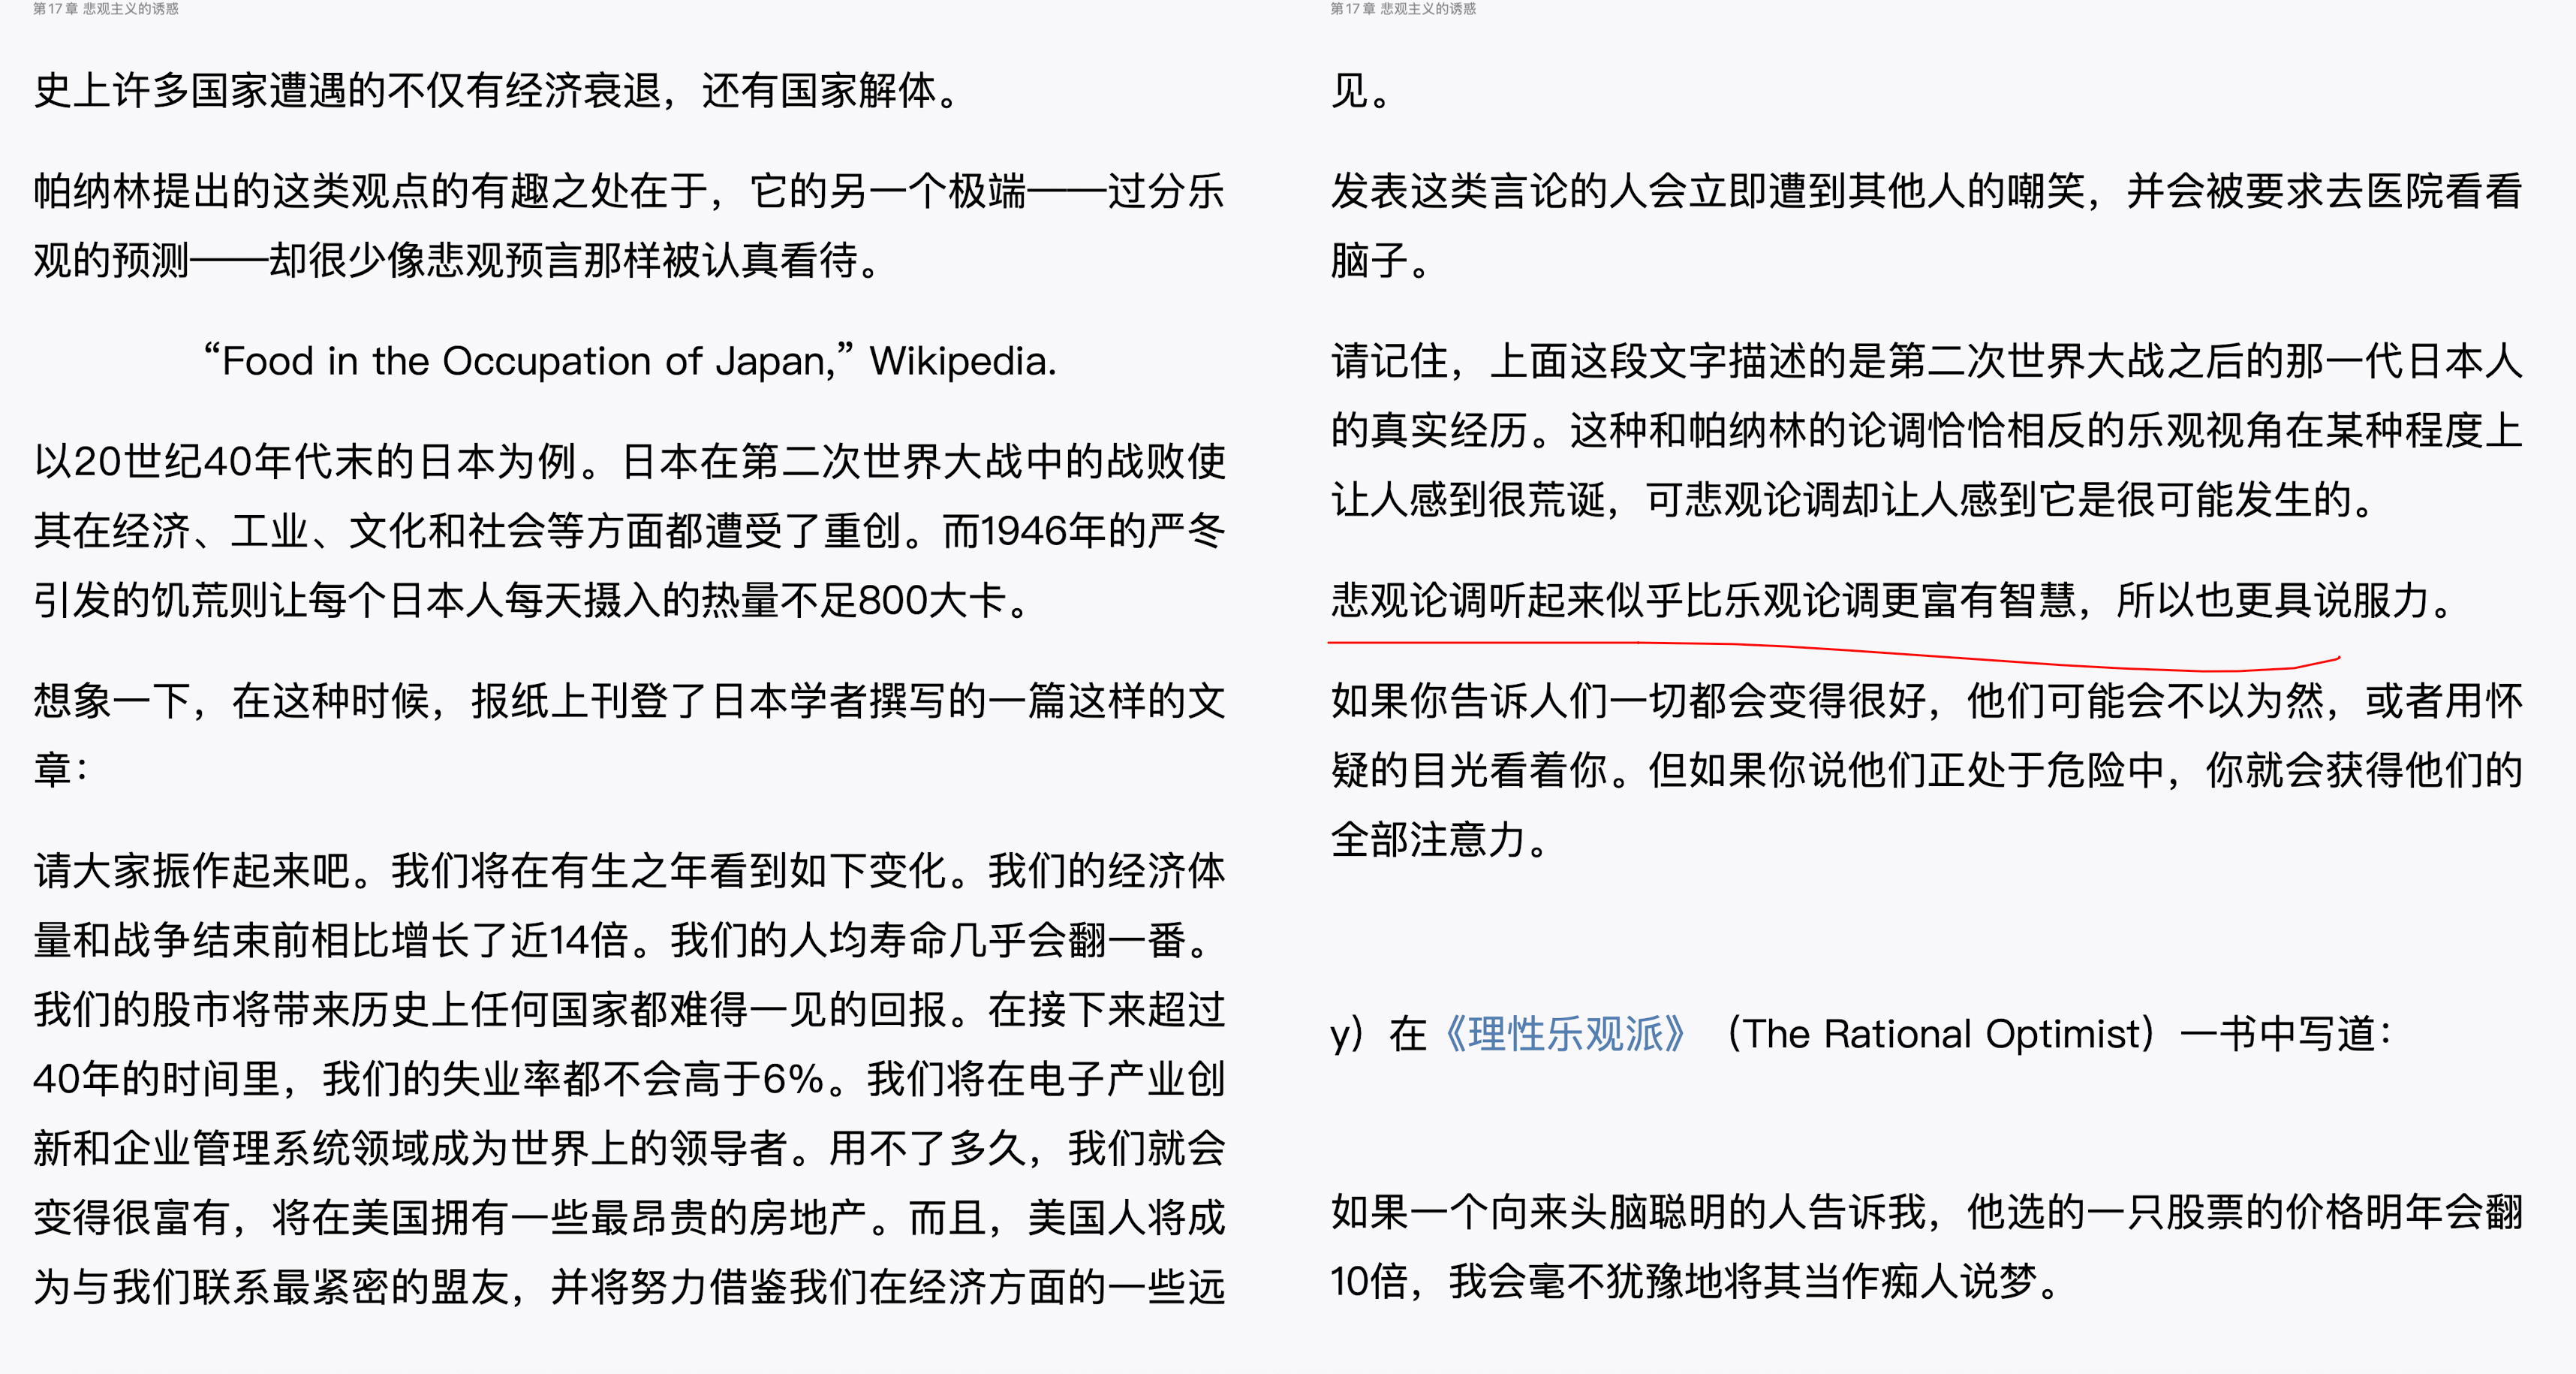 第17章 悲观主义的诱惑
史上许多国家遭遇的不仅有经济衰退，还有国家解体。
帕纳林提出的这类观点的有趣之处在于，它的另一个极端——过分乐
观的预测——却很少像悲观预言那样被认真看待。
“Food in the Occupation of Japan,” Wikipedia.
以20世纪40年代末的日本为例。日本在第二次世界大战中的战败使
其在经济、工业、文化和社会等方面都遭受了重创。而1946年的严冬
引发的饥荒则让每个日本人每天摄入的热量不足800大卡。
想象一下，在这种时候，报纸上刊登了日本学者撰写的一篇这样的文
章：
请大家振作起来吧。我们将在有生之年看到如下变化。我们的经济体
量和战争结束前相比增长了近14倍。我们的人均寿命几乎会翻一番。
我们的股市将带来历史上任何国家都难得一见的回报。在接下来超过
40年的时间里，我们的失业率都不会高于6%。我们将在电子产业创
新和企业管理系统领域成为世界上的领导者。用不了多久，我们就会
变得很富有，将在美国拥有一些最昂贵的房地产。而且，美国人将成
为与我们联系最紧密的盟友，并将努力借鉴我们在经济方面的一些远
第17章 悲观主义的诱惑
见。
发表这类言论的人会立即遭到其他人的嘲笑，并会被要求去医院看看
脑子。
请记住，上面这段文字描述的是第二次世界大战之后的那一代日本人
的真实经历。这种和帕纳林的论调恰恰相反的乐观视角在某种程度上
让人感到很荒诞，可悲观论调却让人感到它是很可能发生的。
悲观论调听起来似乎比乐观论调更富有智慧，所以也更具说服力。
如果你告诉人们一切都会变得很好，他们可能会不以为然，或者用怀
疑的目光看着你。但如果你说他们正处于危险中，你就会获得他们的
全部注意力。
y）在《理性乐观派》（The Rational Optimist）一书中写道：
如果一个向来头脑聪明的人告诉我，他选的一只股票的价格明年会翻
10倍，我会毫不犹豫地将其当作痴人说梦。